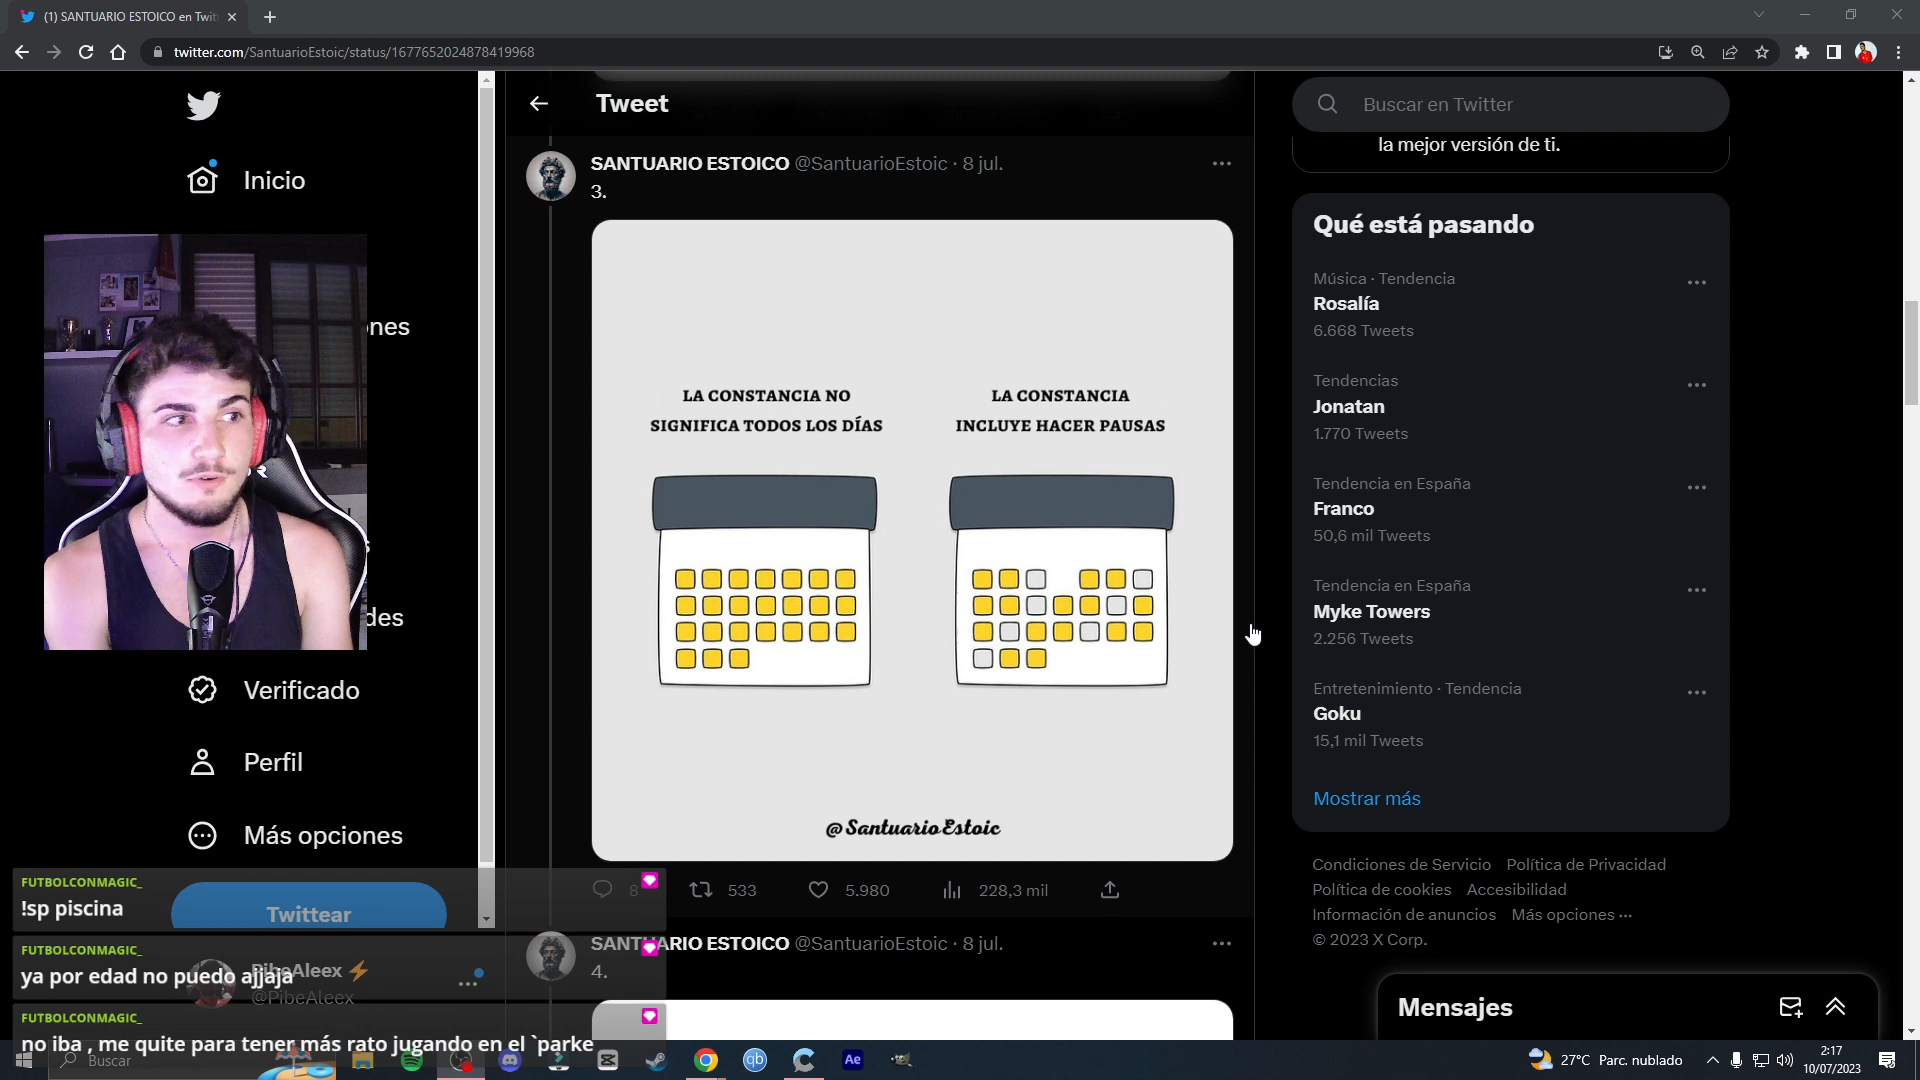 (1) SANTUARIO ESTOICO en Twit
twitter.com/SantuarioEstoic/status/1677652024878419968
Inicio
nes
des
Verificado
Perfil
Más opciones
Twittear
PibeAleex ⚡
@PibeAleex
FUTBOLCONMAGIC_
!sp piscina
FUTBOLCONMAGIC_
ya por edad no puedo ajjaja
FUTBOLCONMAGIC_
no iba , me quite para tener más rato jugando en el `parke
Tweet
SANTUARIO ESTOICO @SantuarioEstoic · 8 jul.
3.
LA CONSTANCIA NO
SIGNIFICA TODOS LOS DÍAS
LA CONSTANCIA
INCLUYE HACER PAUSAS
@SantuarioEstoic
8 533 5.980 228,3 mil
SANTUARIO ESTOICO @SantuarioEstoic · 8 jul.
4.
Buscar en Twitter
la mejor versión de ti.
Qué está pasando
Música · Tendencia
Rosalía
6.668 Tweets
Tendencias
Jonatan
1.770 Tweets
Tendencia en España
Franco
50,6 mil Tweets
Tendencia en España
Myke Towers
2.256 Tweets
Entretenimiento · Tendencia
Goku
15,1 mil Tweets
Mostrar más
Condiciones de Servicio Política de Privacidad
Política de cookies Accesibilidad
Información de anuncios Más opciones ···
© 2023 X Corp.
Mensajes
Buscar
qb
Ae
27°C Parc. nublado
2:17
10/07/2023